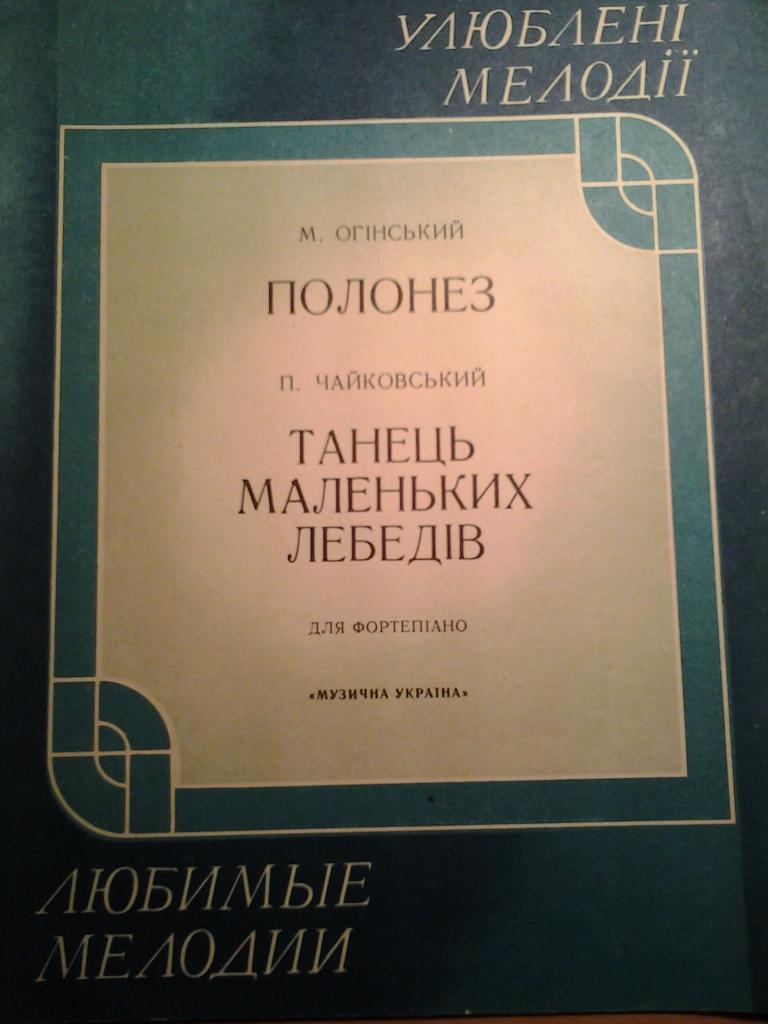 УЛЮБЛЕНІ
МЕЛОДІЇ
М. ОГІНСЬКИЙ
ПОЛОНЕЗ
П. ЧАЙКОВСЬКИЙ
ТАНЕЦЬ
МАЛЕНЬКИХ
ЛЕБЕДІВ
ДЛЯ ФОРТЕПІАНО
«МУЗИЧНА УКРАЇНА»
ЛЮБИМЫЕ
МЕЛОДИИ